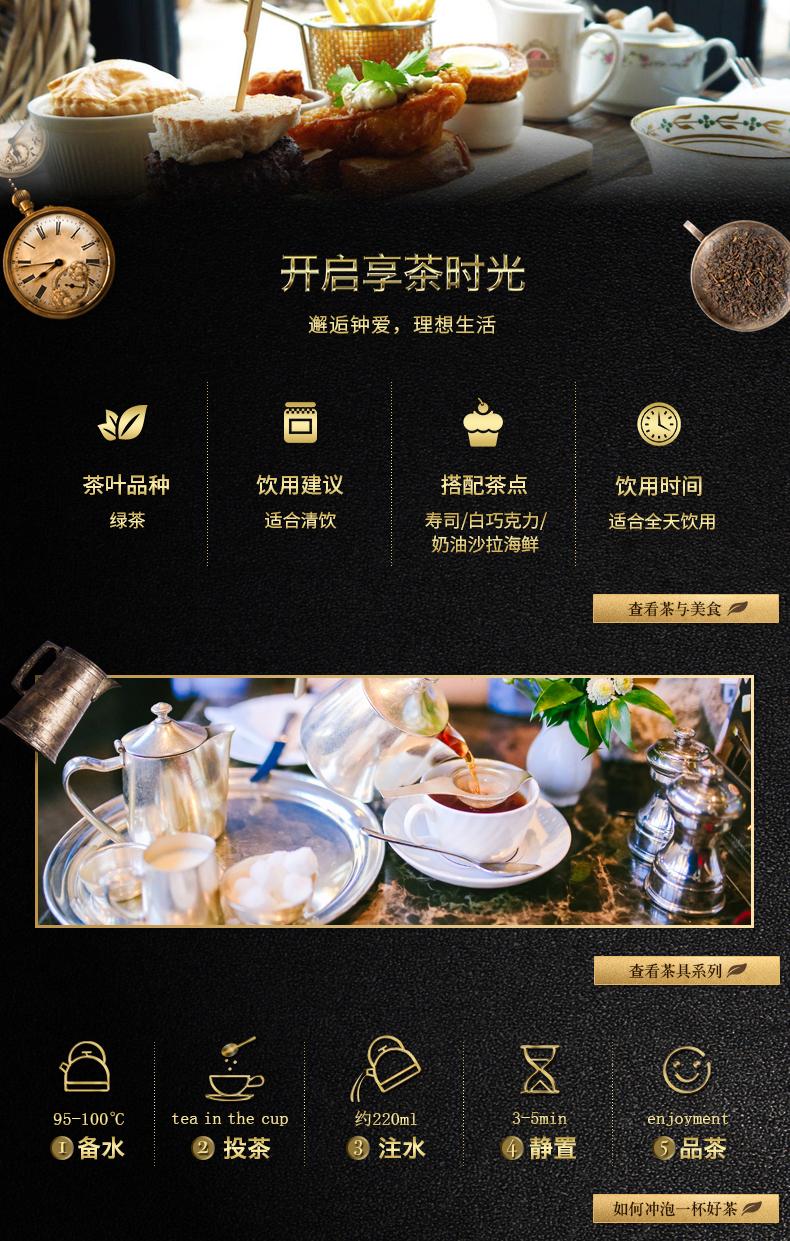 开启享茶时光
邂逅钟爱，理想生活
茶叶品种
绿茶
饮用建议
适合清饮
搭配茶点
寿司/白巧克力/
奶油沙拉海鲜
饮用时间
适合全天饮用
查看茶与美食
查看茶具系列
95-100℃
1 备水
tea in the cup
2 投茶
约220ml
3 注水
3-5min
4 静置
enjoyment
5 品茶
如何冲泡一杯好茶